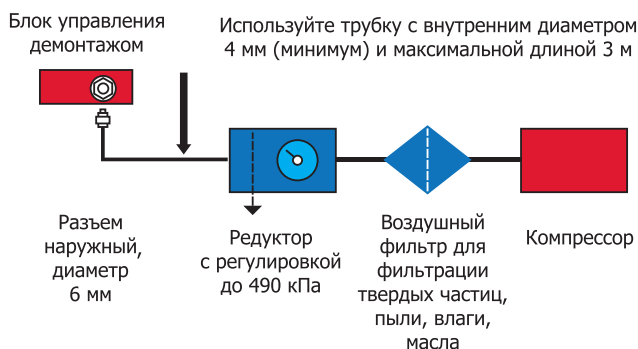 Блок управления
демонтажом
Используйте трубку с внутренним диаметром
4 мм (минимум) и максимальной длиной 3 м
Разъем
наружный,
диаметр
6 мм
Редуктор
с регулировкой
до 490 кПа
Воздушный
фильтр для
фильтрации
твердых частиц,
пыли, влаги,
масла
Компрессор